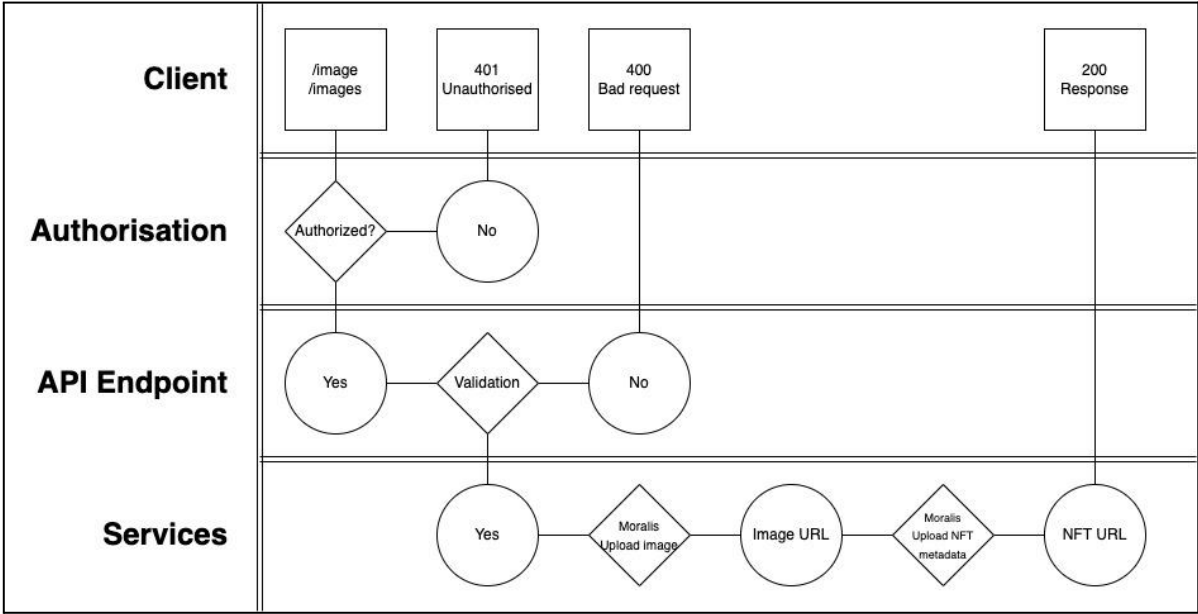 Client
/image
/images
401
Unauthorised
400
Bad request
200
Response
Authorisation
Authorized?
No
API Endpoint
Yes
Validation
No
Services
Yes
Moralis
Upload image
Image URL
Moralis
Upload NFT
metadata
NFT URL